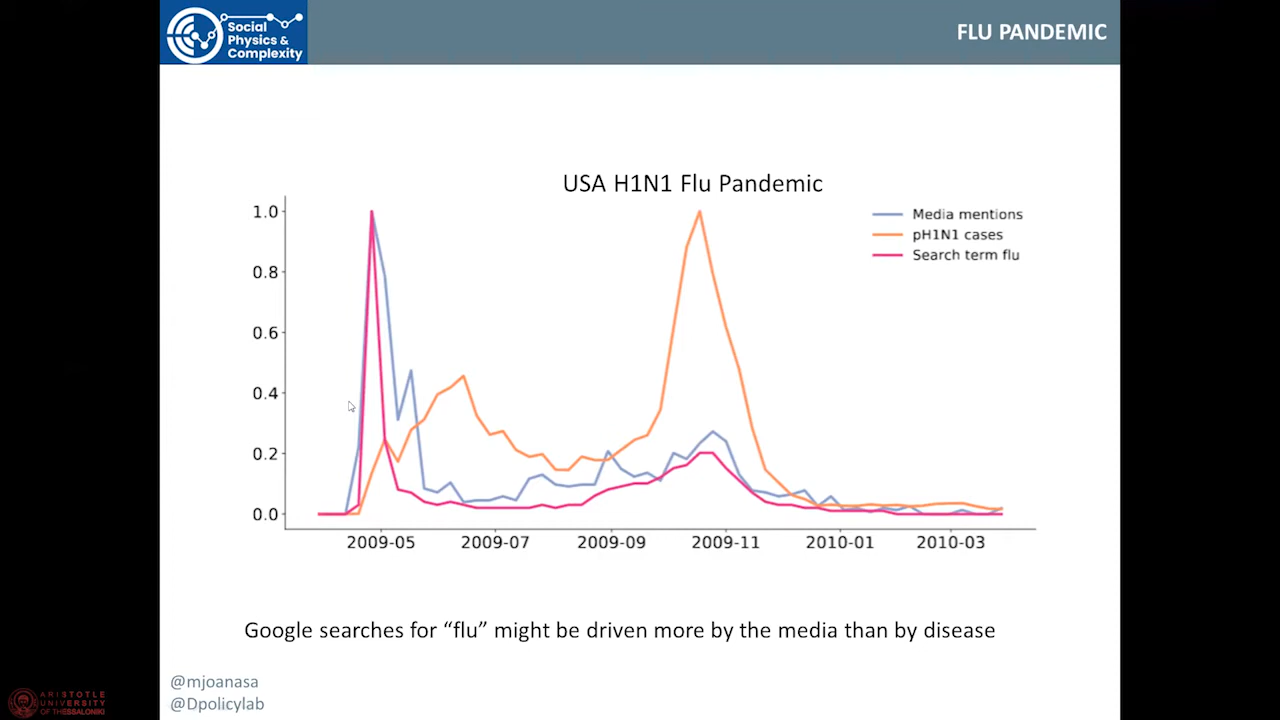 Social
Physics &
Complexity
FLU PANDEMIC
USA H1N1 Flu Pandemic
1.0
0.8
0.6
0.4
0.2
0.0
Media mentions
pH1N1 cases
Search term flu
2009-05 2009-07 2009-09 2009-11 2010-01 2010-03
Google searches for “flu” might be driven more by the media than by disease
@mjoanasa
@Dpolicylab
ARISTOTLE
UNIVERSITY
OF THESSALONIKI